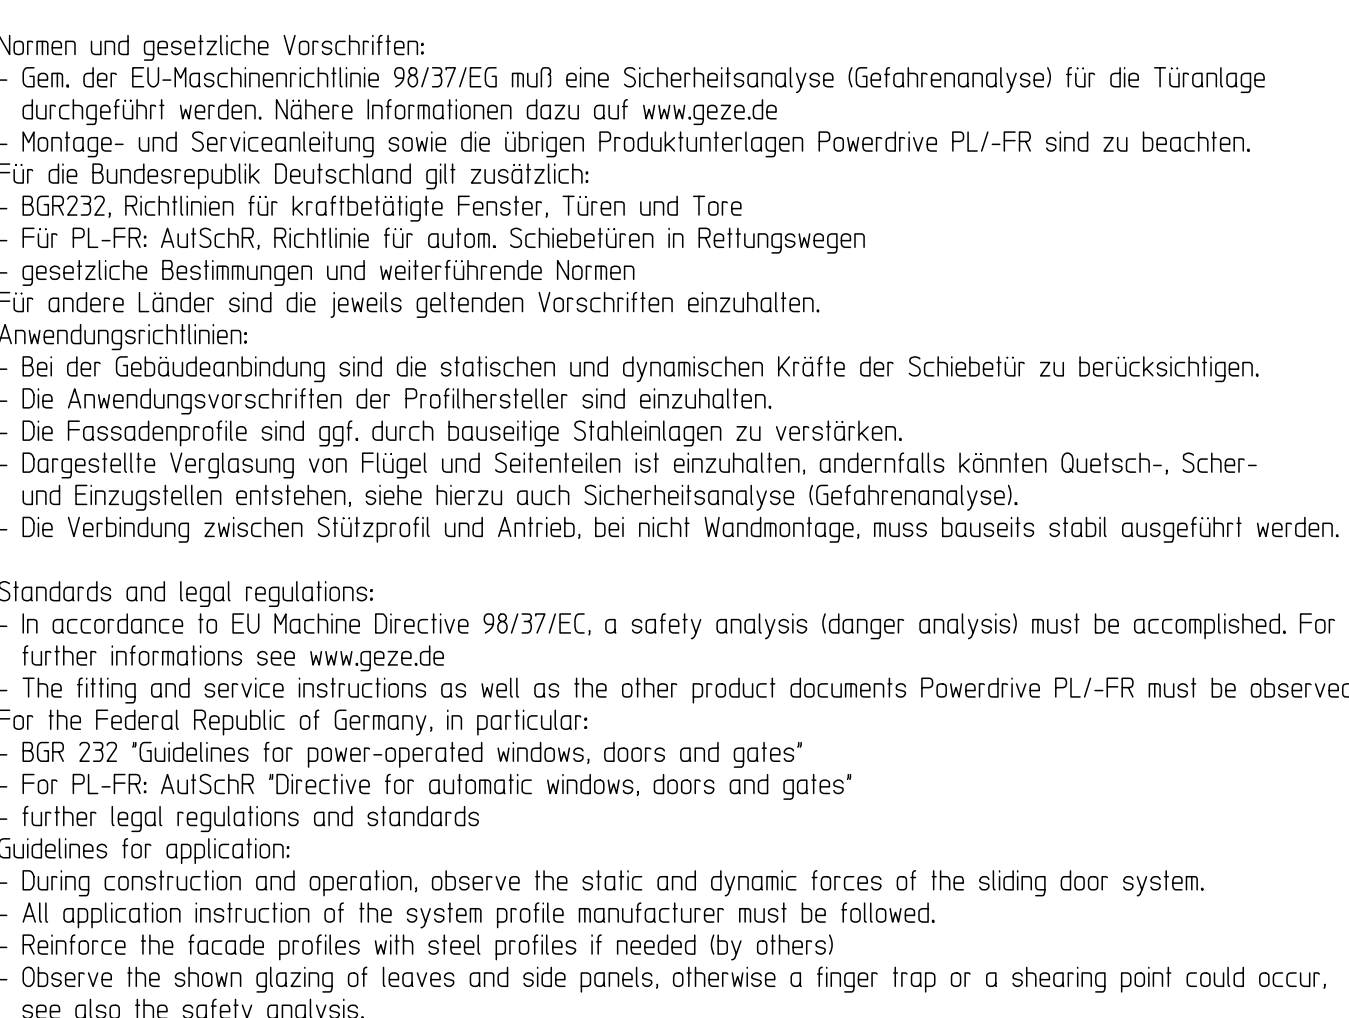 Normen und gesetzliche Vorschriften:
- Gem. der EU-Maschinenrichtlinie 98/37/EG muß eine Sicherheitsanalyse (Gefahrenanalyse) für die Türanlage
durchgeführt werden. Nähere Informationen dazu auf www.geze.de
- Montage- und Serviceanleitung sowie die übrigen Produktunterlagen Powerdrive PL/-FR sind zu beachten.
Für die Bundesrepublik Deutschland gilt zusätzlich:
- BGR232, Richtlinien für kraftbetätigte Fenster, Türen und Tore
- Für PL-FR: AutSchR, Richtlinie für autom. Schiebetüren in Rettungswegen
- gesetzliche Bestimmungen und weiterführende Normen
Für andere Länder sind die jeweils geltenden Vorschriften einzuhalten.
Anwendungsrichtlinien:
- Bei der Gebäudeanbindung sind die statischen und dynamischen Kräfte der Schiebetür zu berücksichtigen.
- Die Anwendungsvorschriften der Profilhersteller sind einzuhalten.
- Die Fassadenprofile sind ggf. durch bauseitige Stahleinlagen zu verstärken.
- Dargestellte Verglasung von Flügel und Seitenteilen ist einzuhalten, andernfalls könnten Quetsch-, Scher-
und Einzugstellen entstehen, siehe hierzu auch Sicherheitsanalyse (Gefahrenanalyse).
- Die Verbindung zwischen Stützprofil und Antrieb, bei nicht Wandmontage, muss bauseits stabil ausgeführt werden.
Standards and legal regulations:
- In accordance to EU Machine Directive 98/37/EC, a safety analysis (danger analysis) must be accomplished. For
further informations see www.geze.de
- The fitting and service instructions as well as the other product documents Powerdrive PL/-FR must be observed
For the Federal Republic of Germany, in particular:
- BGR 232 "Guidelines for power-operated windows, doors and gates"
- For PL-FR: AutSchR "Directive for automatic windows, doors and gates"
- further legal regulations and standards
Guidelines for application:
- During construction and operation, observe the static and dynamic forces of the sliding door system.
- All application instruction of the system profile manufacturer must be followed.
- Reinforce the facade profiles with steel profiles if needed (by others)
- Observe the shown glazing of leaves and side panels, otherwise a finger trap or a shearing point could occur,
see also the safety analysis.